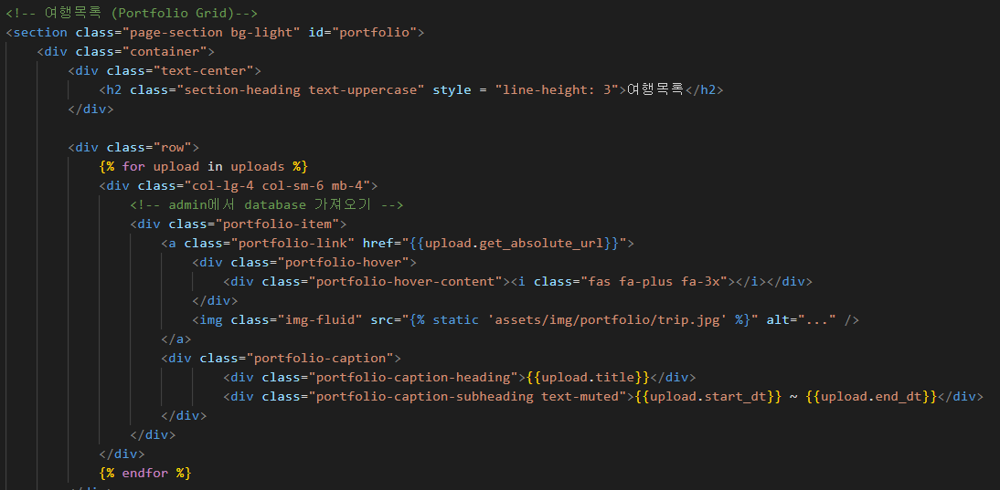 <!-- 여행목록 (Portfolio Grid)-->
<section class="page-section bg-light" id="portfolio">
<div class="container">
<div class="text-center">
<h2 class="section-heading text-uppercase" style = "line-height: 3">여행목록</h2>
</div>
<div class="row">
{% for upload in uploads %}
<div class="col-lg-4 col-sm-6 mb-4">
<!-- admin에서 database 가져오기 -->
<div class="portfolio-item">
<a class="portfolio-link" href="{{upload.get_absolute_url}}">
<div class="portfolio-hover">
<div class="portfolio-hover-content"><i class="fas fa-plus fa-3x"></i></div>
</div>
<img class="img-fluid" src="{% static 'assets/img/portfolio/trip.jpg' %}" alt="..." />
</a>
<div class="portfolio-caption">
<div class="portfolio-caption-heading">{{upload.title}}</div>
<div class="portfolio-caption-subheading text-muted">{{upload.start_dt}} ~ {{upload.end_dt}}</div>
</div>
</div>
</div>
{% endfor %}